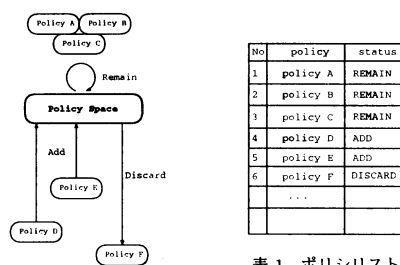 Policy A
Policy B
Policy C
Remain
Policy Space
Add
Discard
Policy E
Policy D
Policy F
No policy status
1 policy A REMAIN
2 policy B REMAIN
3 policy C REMAIN
4 policy D ADD
5 policy E ADD
6 policy F DISCARD
...
表 1 ポリシリスト